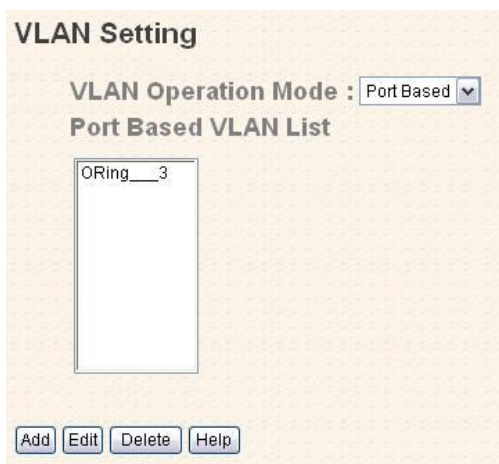 VLAN Setting
VLAN Operation Mode : Port Based
Port Based VLAN List
ORing___3
Add Edit Delete Help